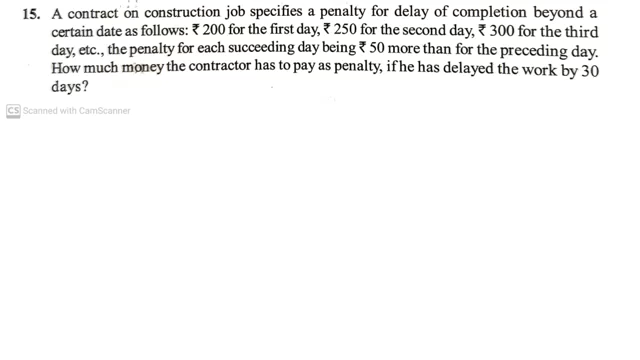 15. A contract on construction job specifies a penalty for delay of completion beyond a
certain date as follows: ₹ 200 for the first day, ₹ 250 for the second day, ₹ 300 for the third
day, etc., the penalty for each succeeding day being ₹ 50 more than for the preceding day.
How much money the contractor has to pay as penalty, if he has delayed the work by 30
days?
CS Scanned with CamScanner